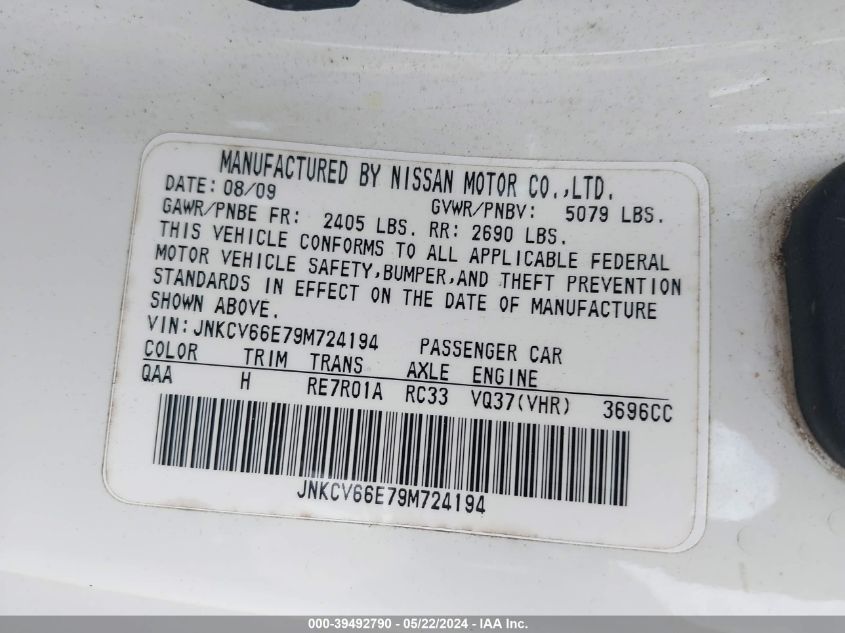 MANUFACTURED BY NISSAN MOTOR CO.,LTD.
DATE: 08/09 GVWR/PNBV: 5079 LBS.
GAWR/PNBE FR: 2405 LBS. RR: 2690 LBS.
THIS VEHICLE CONFORMS TO ALL APPLICABLE FEDERAL
MOTOR VEHICLE SAFETY,BUMPER,AND THEFT PREVENTION
STANDARDS IN EFFECT ON THE DATE OF MANUFACTURE
SHOWN ABOVE.
VIN: JNKCV66E79M724194 PASSENGER CAR
COLOR TRIM TRANS AXLE ENGINE
QAA H RE7R01A RC33 VQ37(VHR) 3696CC
JNKCV66E79M724194
000-39492790 - 05/22/2024 - IAA Inc.